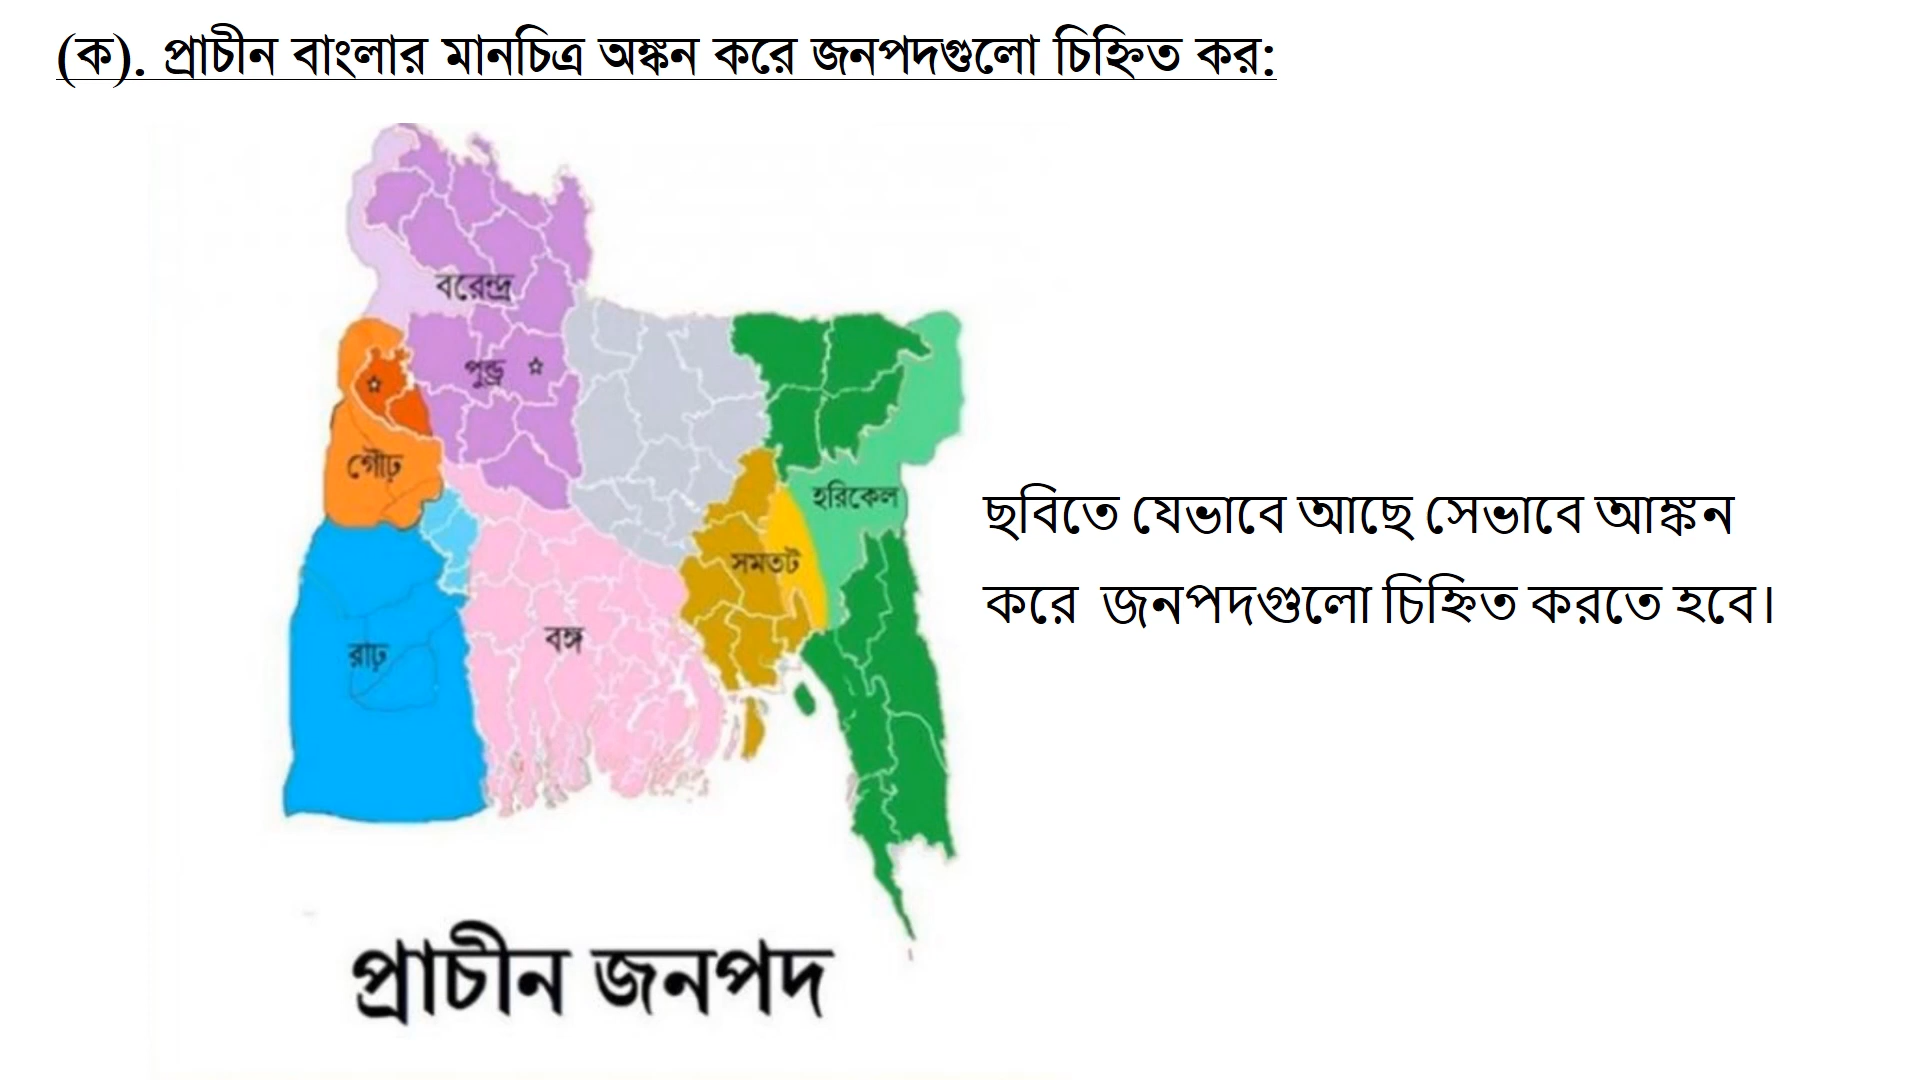 (ক). প্রাচীন বাংলার মানচিত্র অঙ্কন করে জনপদগুলো চিহ্নিত কর:
বরেন্দ্র
পুন্ড্র
গৌঢ়
হরিকেল
সমতট
বঙ্গ
রাঢ়
ছবিতে যেভাবে আছে সেভাবে আঙ্কন
করে জনপদগুলো চিহ্নিত করতে হবে।
প্রাচীন জনপদ